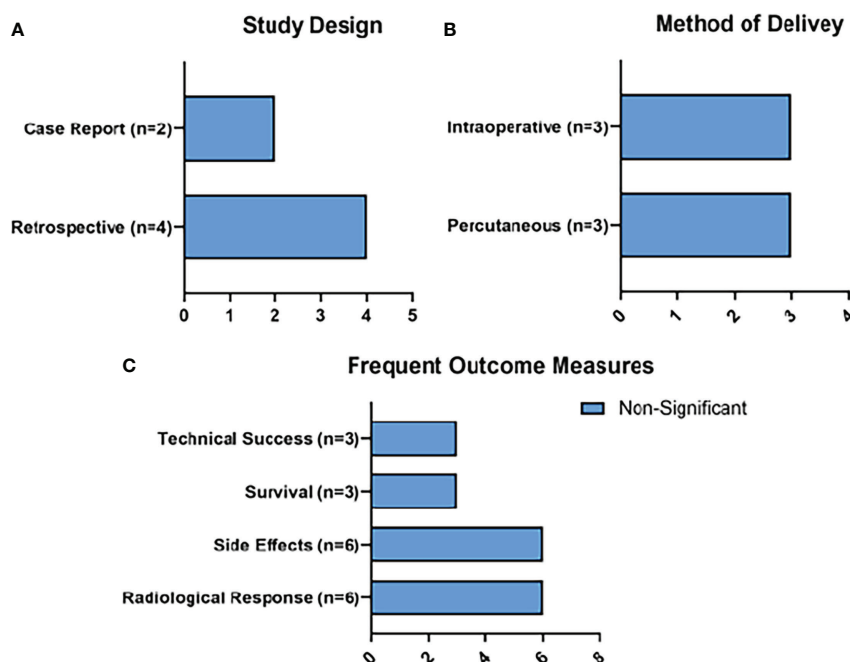 A
Study Design
Case Report (n=2)
Retrospective (n=4)
0 1 2 3 4 5
B
Method of Delivey
Intraoperative (n=3)
Percutaneous (n=3)
0 1 2 3 4
C
Frequent Outcome Measures
Non-Significant
Technical Success (n=3)
Survival (n=3)
Side Effects (n=6)
Radiological Response (n=6)
0 2 4 6 8